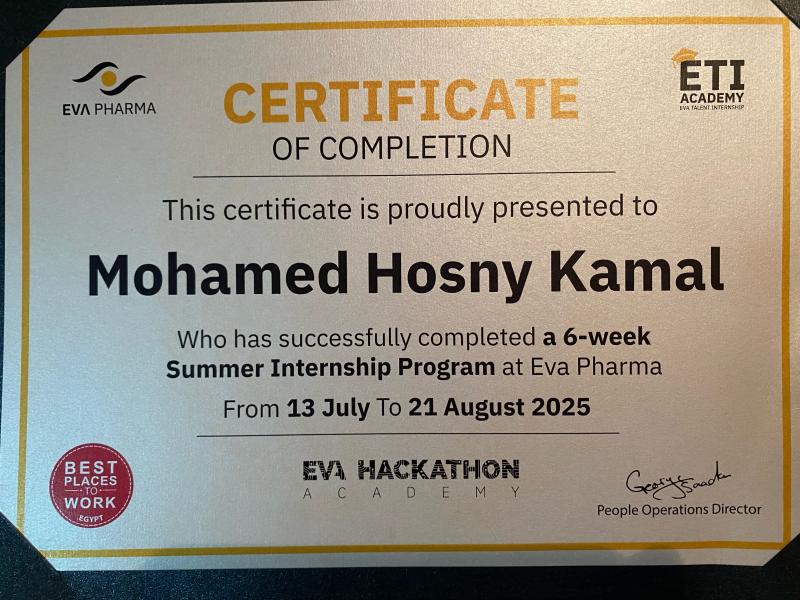 EVA PHARMA
ETI
ACADEMY
EVA TALENT INTERNSHIP
CERTIFICATE
OF COMPLETION
This certificate is proudly presented to
Mohamed Hosny Kamal
Who has successfully completed a 6-week
Summer Internship Program at Eva Pharma
From 13 July To 21 August 2025
BEST
PLACES
TO
WORK
EGYPT
EVA HACKATHON
ACADEMY
People Operations Director